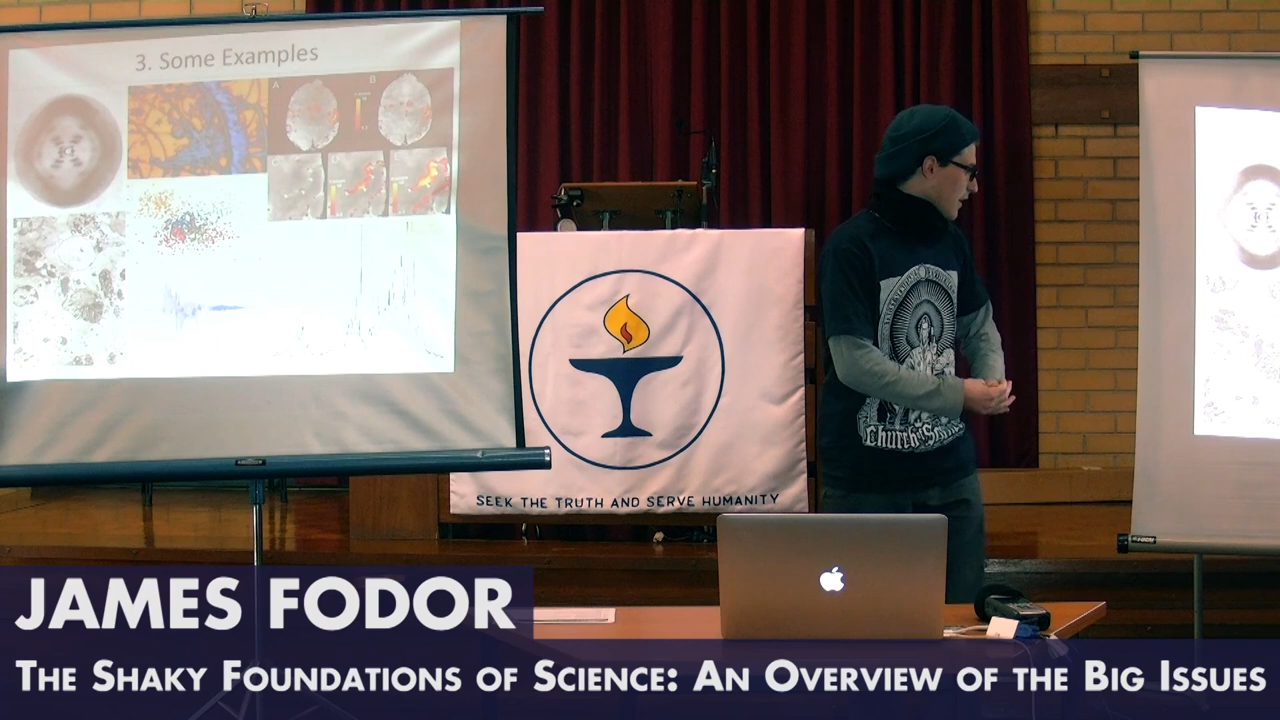 3. Some Examples
A B
SEEK THE TRUTH AND SERVE HUMANITY
JAMES FODOR
THE SHAKY FOUNDATIONS OF SCIENCE: AN OVERVIEW OF THE BIG ISSUES